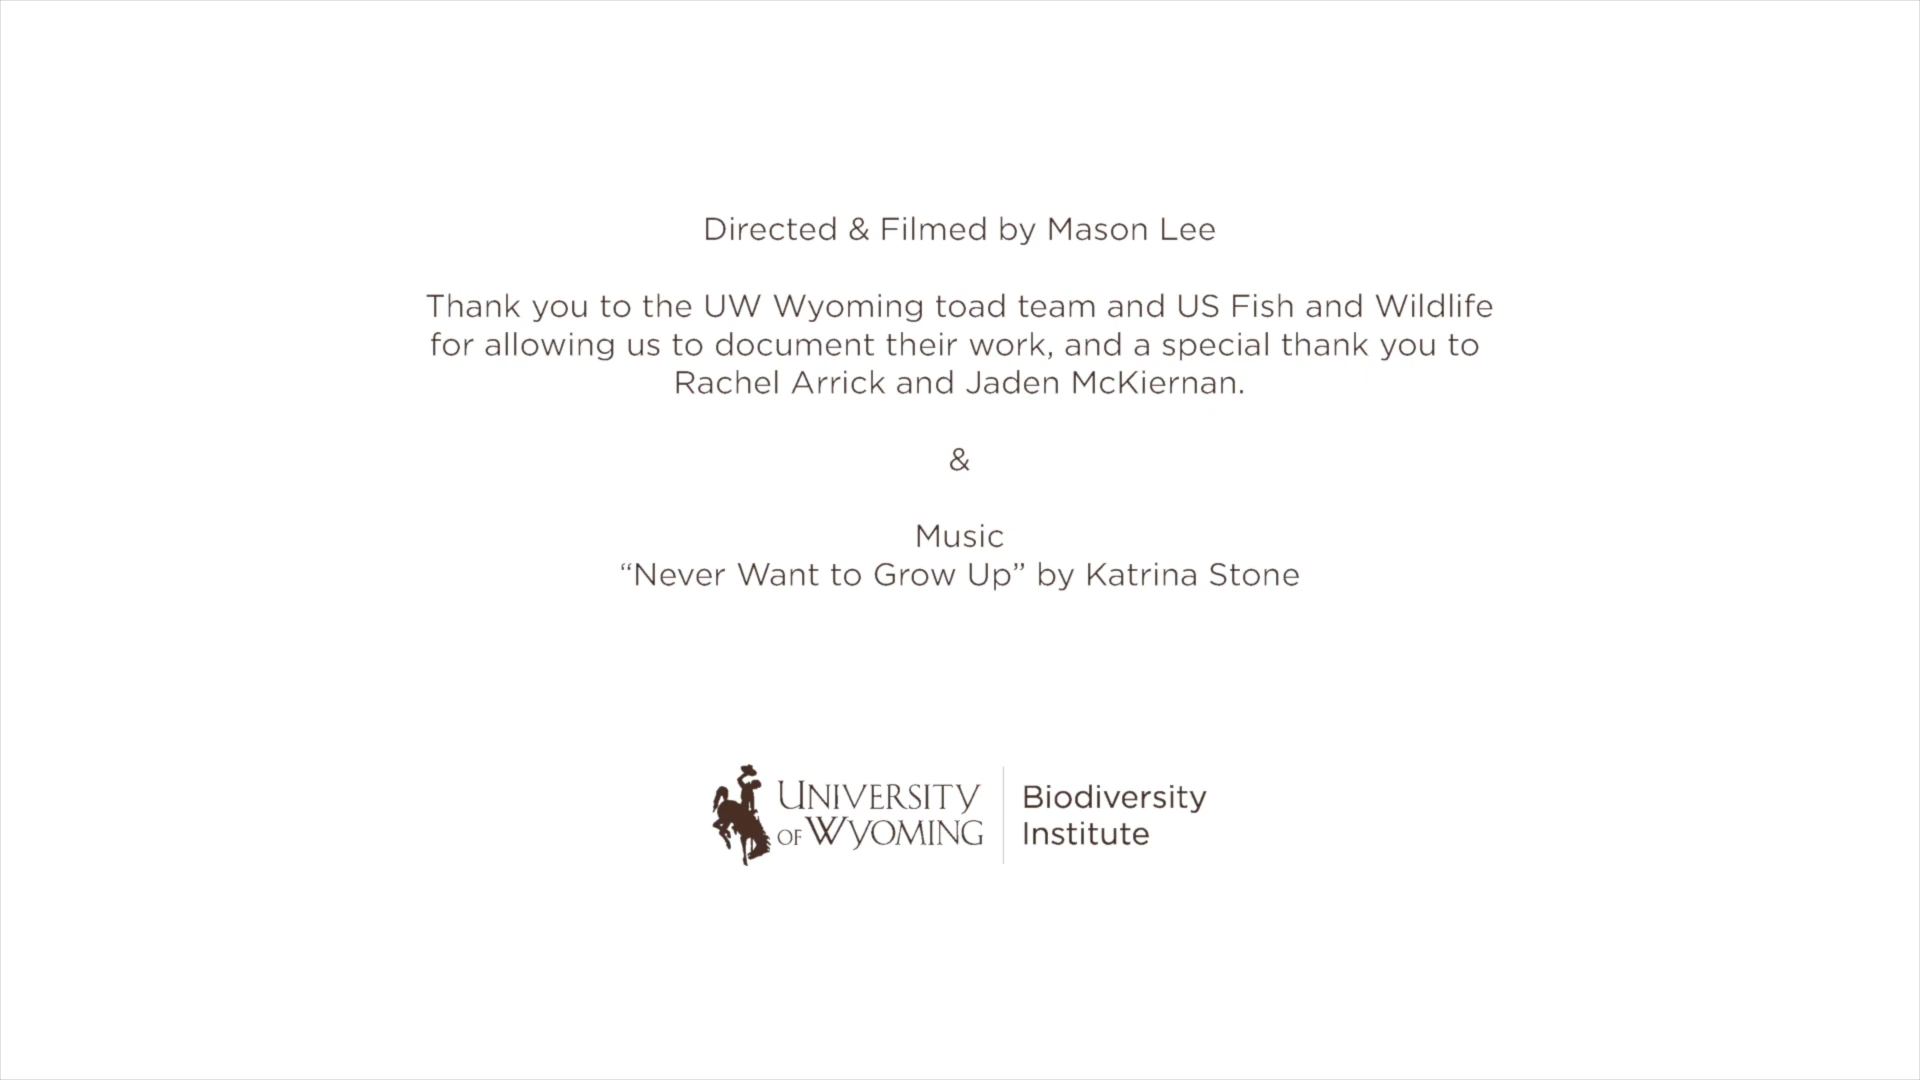 Directed & Filmed by Mason Lee
Thank you to the UW Wyoming toad team and US Fish and Wildlife
for allowing us to document their work, and a special thank you to
Rachel Arrick and Jaden McKiernan.
&
Music
“Never Want to Grow Up” by Katrina Stone
UNIVERSITY
OF WYOMING
Biodiversity
Institute